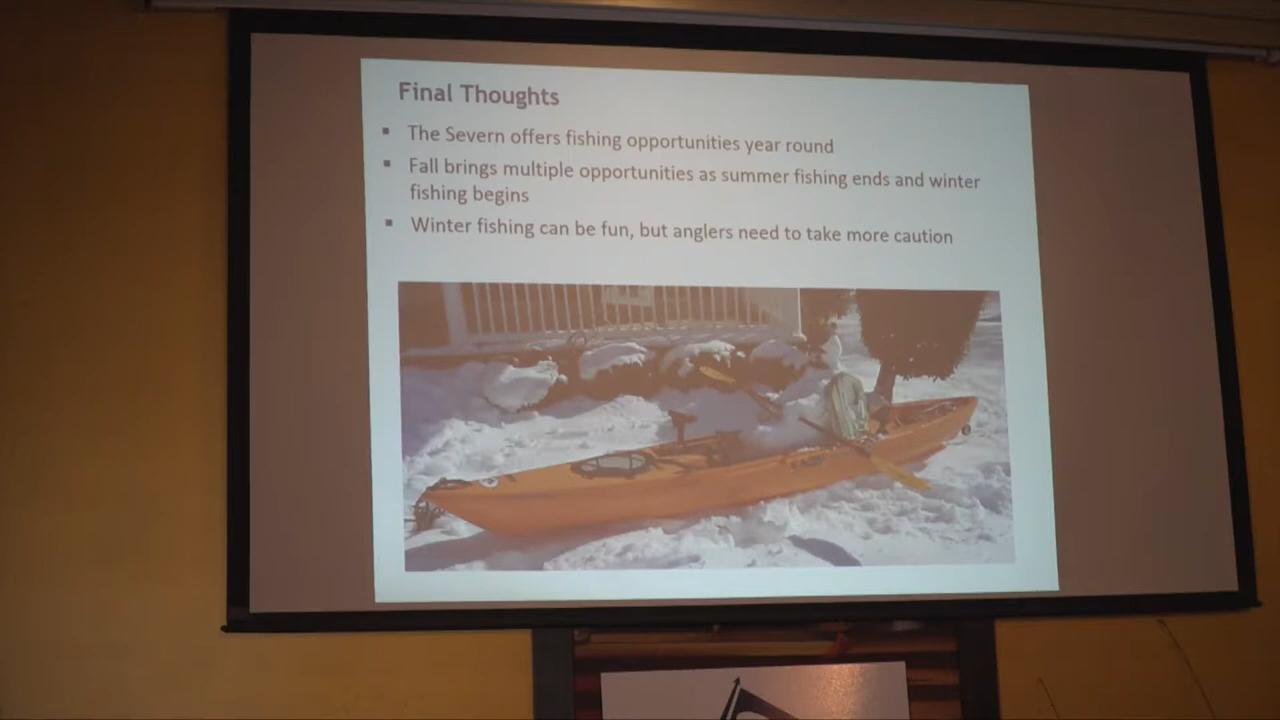 Final Thoughts
▪ The Severn offers fishing opportunities year round
▪ Fall brings multiple opportunities as summer fishing ends and winter
fishing begins
▪ Winter fishing can be fun, but anglers need to take more caution